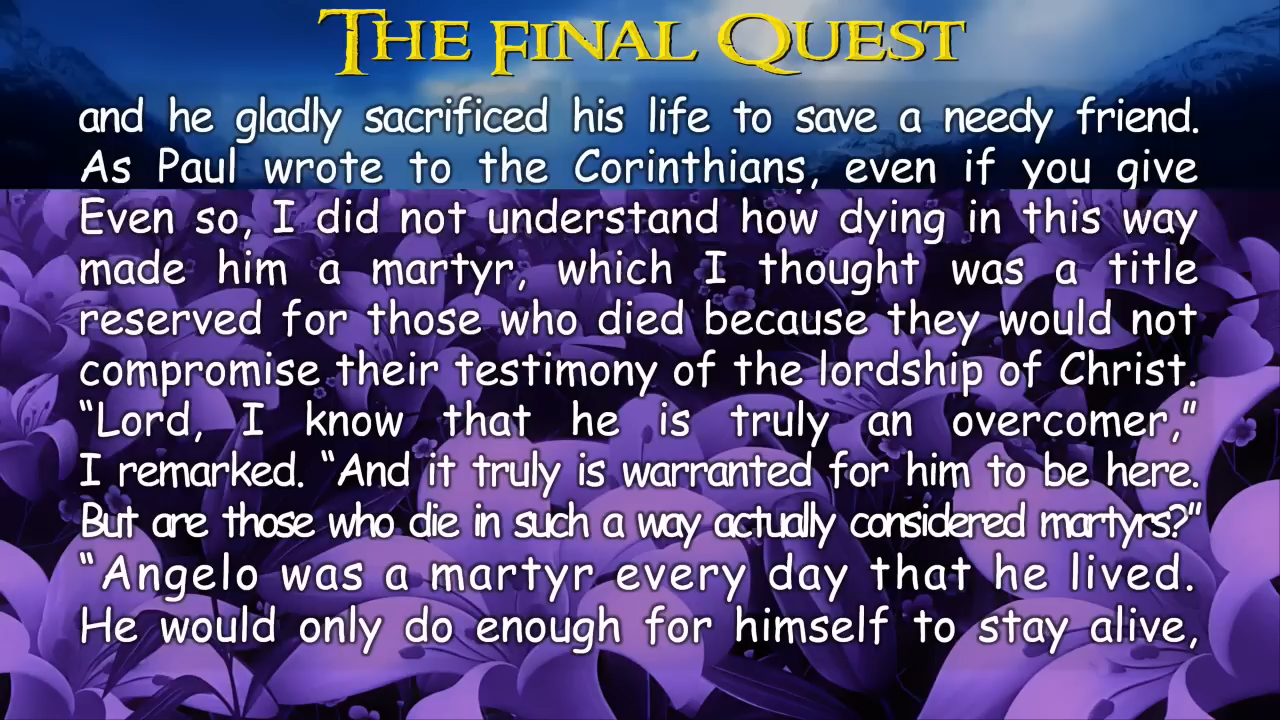 THE FINAL QUEST
and he gladly sacrificed his life to save a needy friend.
As Paul wrote to the Corinthians, even if you give
Even so, I did not understand how dying in this way
made him a martyr, which I thought was a title
reserved for those who died because they would not
compromise their testimony of the lordship of Christ.
“Lord, I know that he is truly an overcomer,”
I remarked. “And it truly is warranted for him to be here.
But are those who die in such a way actually considered martyrs?”
“Angelo was a martyr every day that he lived.
He would only do enough for himself to stay alive,